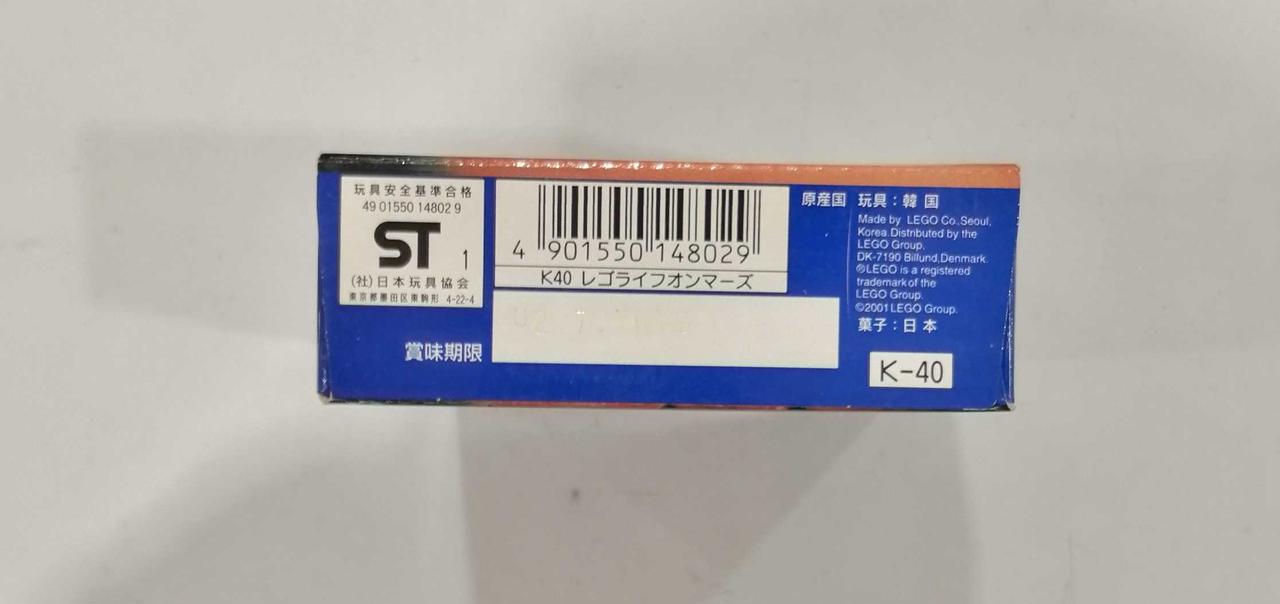 玩具安全基準合格
49 01550 14802 9
ST 1
(社)日本玩具協会
東京都墨田区東駒形 4-22-4
4 901550 148029
K40 レゴライフオンマーズ
賞味期限
原産国 玩具:韓国
Made by LEGO Co.,Seoul,
Korea.Distributed by the
LEGO Group.
DK-7190 Billund,Denmark.
®LEGO is a registered
trademark of the
LEGO Group.
©2001 LEGO Group.
菓子:日本
K-40